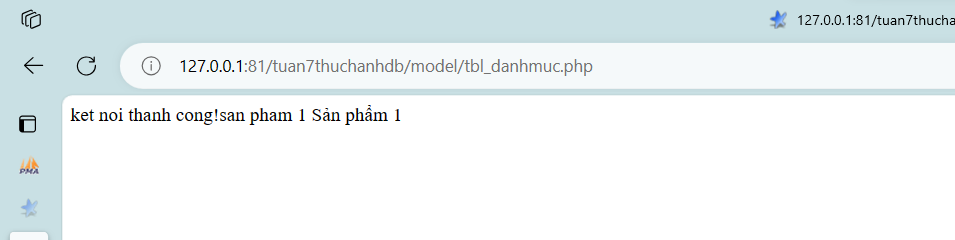 127.0.0.1:81/tuan7thucha
127.0.0.1:81/tuan7thuchanhdb/model/tbl_danhmuc.php
ket noi thanh cong!san pham 1 Sản phẩm 1
PMA